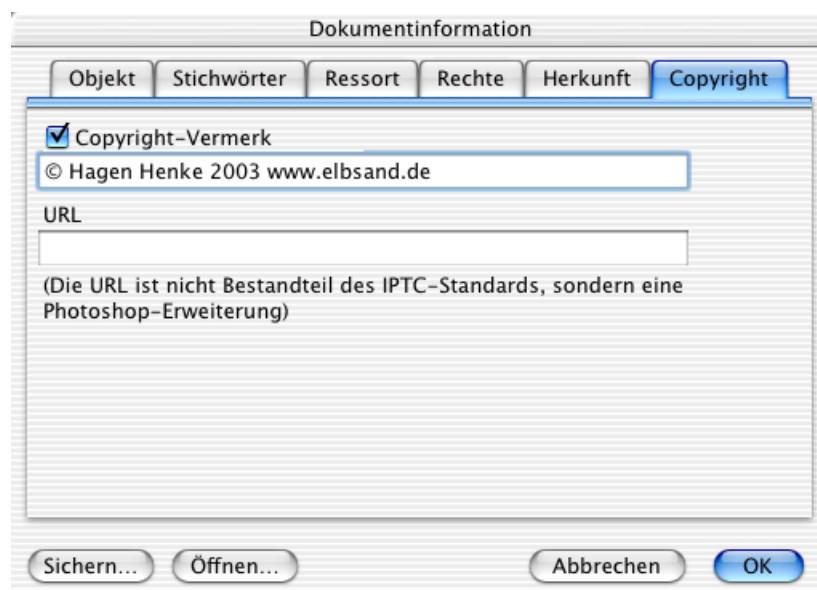 Dokumentinformation
Objekt Stichwörter Ressort Rechte Herkunft Copyright
Copyright-Vermerk
© Hagen Henke 2003 www.elbsand.de
URL
(Die URL ist nicht Bestandteil des IPTC-Standards, sondern eine
Photoshop-Erweiterung)
Sichern... Öffnen... Abbrechen OK